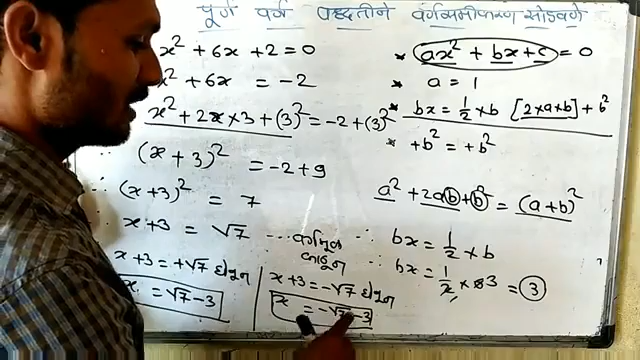 पूर्ण वर्ग पद्धतीने वर्गसमीकरण सोडवणे
x² + 6x + 2 = 0
x² + 6x = -2
x² + 2x × 3 + (3)² = -2 + (3)²
∴ (x + 3)² = -2 + 9
∴ (x + 3)² = 7
∴ x + 3 = √7 ... वर्गमूळ काढून
x + 3 = +√7 घेऊन
x = √7 - 3
x + 3 = -√7 घेऊन
x = -√7 - 3
* ax² + bx + c = 0
* a = 1
* bx = 1/2 × b [2 × a × b] + b²
* + b² = + b²
a² + 2ab + b² = (a + b)²
∴ bx = 1/2 × b
∴ bx = 1/2 × 3 = 3